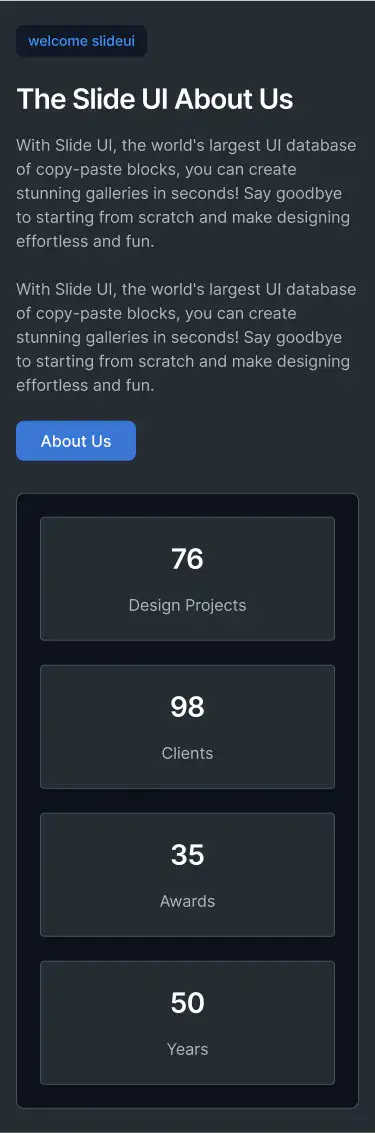 welcome slideui
The Slide UI About Us
With Slide UI, the world's largest UI database
of copy-paste blocks, you can create
stunning galleries in seconds! Say goodbye
to starting from scratch and make designing
effortless and fun.
With Slide UI, the world's largest UI database
of copy-paste blocks, you can create
stunning galleries in seconds! Say goodbye
to starting from scratch and make designing
effortless and fun.
About Us
76
Design Projects
98
Clients
35
Awards
50
Years